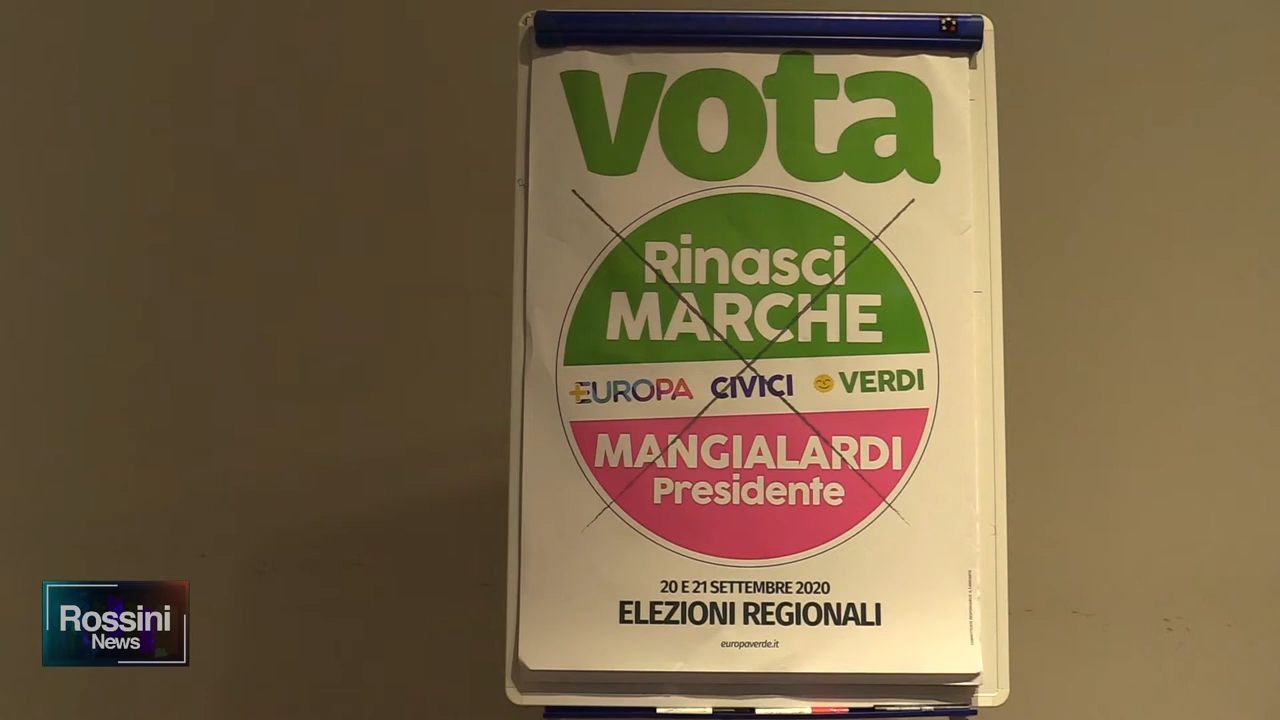 vota
Rinasci
MARCHE
+EUROPA CIVICI VERDI
MANGIALARDI
Presidente
20 E 21 SETTEMBRE 2020
ELEZIONI REGIONALI
europaverde.it
Rossini
News